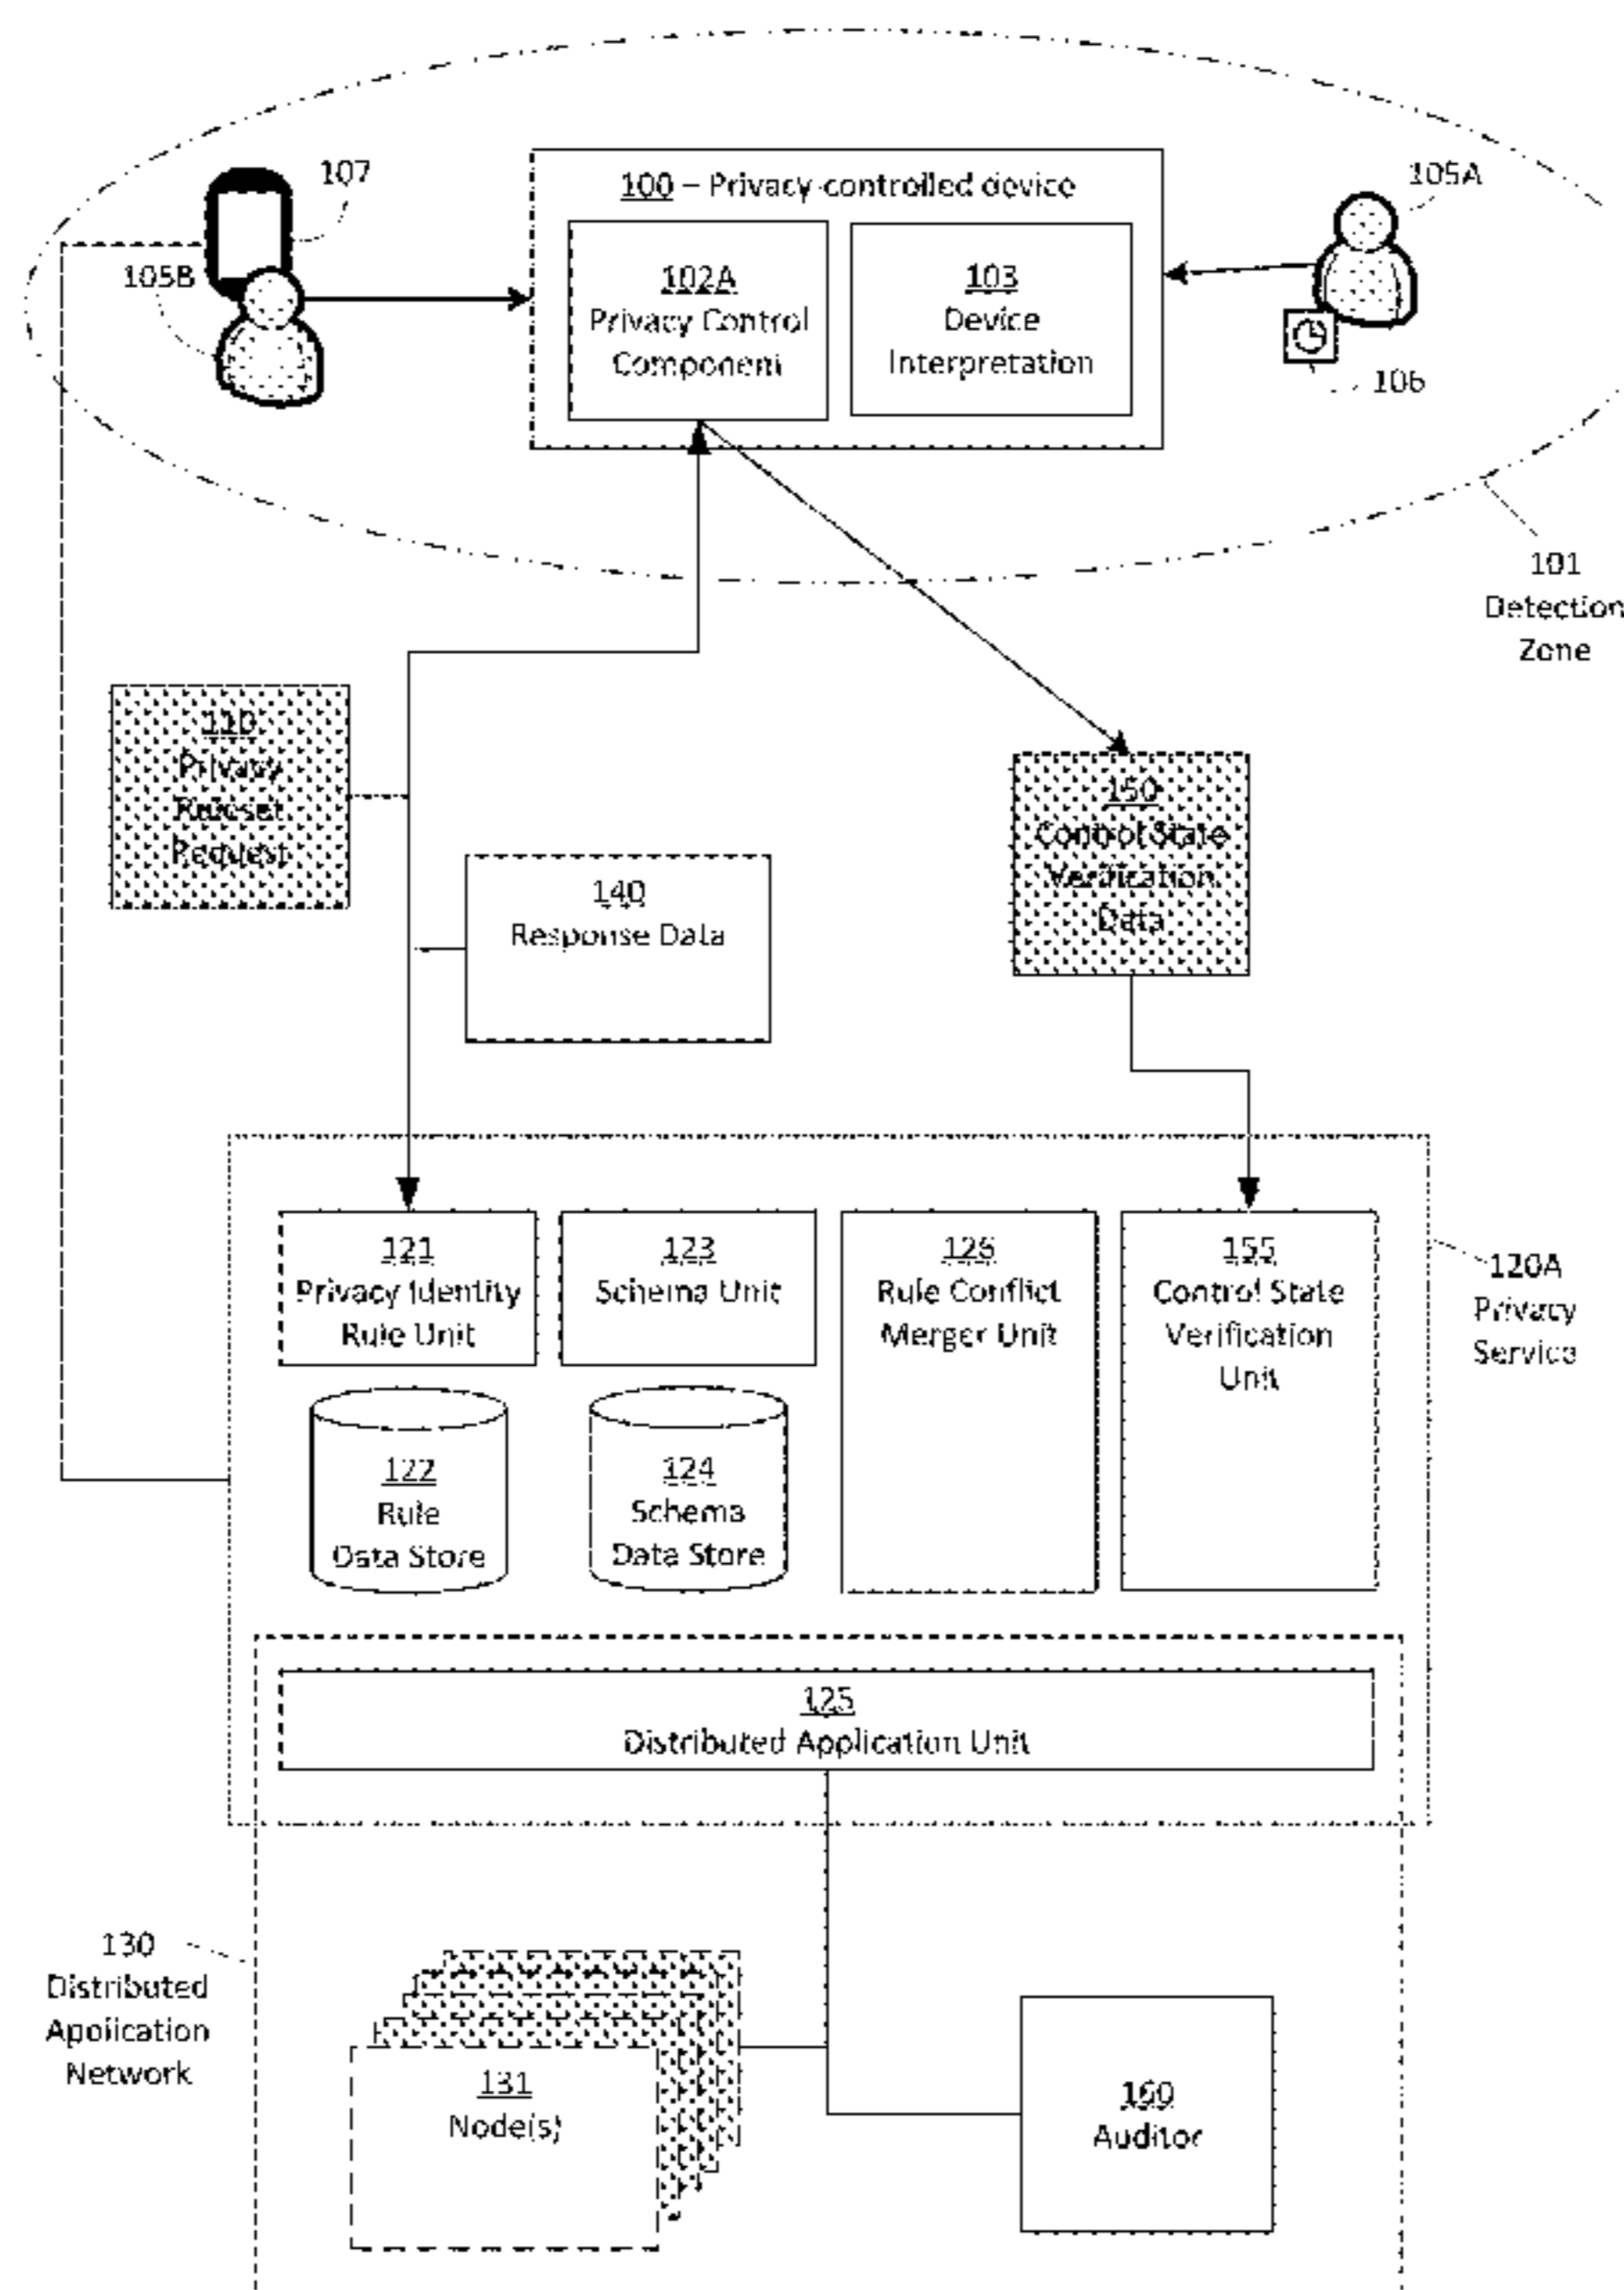 107
100 – Privacy-controlled device
105A
105B
102A
Privacy Control
Component
103
Device
Interpretation
106
101
Detection
Zone
110
Privacy
Ruleset
Request
150
Control State
Verification
Data
140
Response Data
121
Privacy Identity
Rule Unit
123
Schema Unit
126
Rule Conflict
Merger Unit
155
Control State
Verification
Unit
120A
Privacy
Service
122
Rule
Data Store
124
Schema
Data Store
125
Distributed Application Unit
130
Distributed
Application
Network
131
Node(s)
160
Auditor